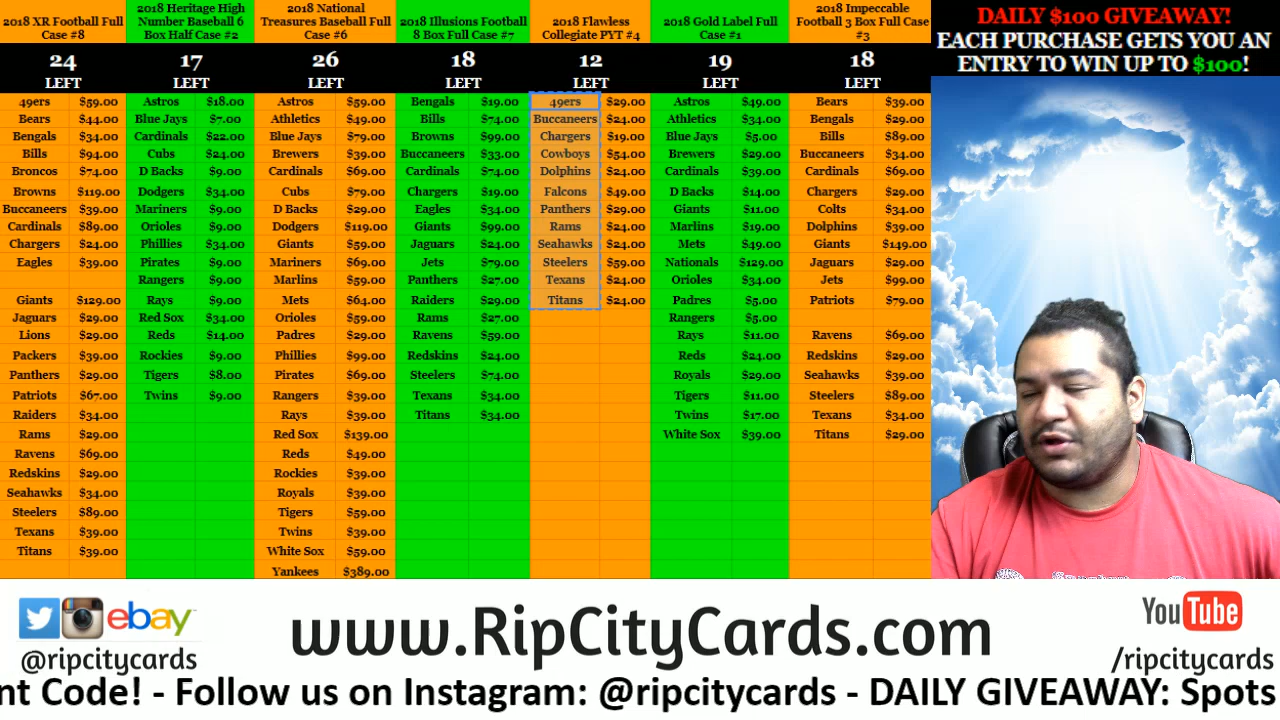 2018 XR Football Full
Case #8
24
LEFT
49ers $59.00
Bears $44.00
Bengals $34.00
Bills $94.00
Broncos $74.00
Browns $119.00
Buccaneers $39.00
Cardinals $89.00
Chargers $24.00
Eagles $39.00
Giants $129.00
Jaguars $29.00
Lions $29.00
Packers $39.00
Panthers $29.00
Patriots $67.00
Raiders $34.00
Rams $29.00
Ravens $69.00
Redskins $29.00
Seahawks $34.00
Steelers $89.00
Texans $39.00
Titans $39.00
2018 Heritage High
Number Baseball 6
Box Half Case #2
17
LEFT
Astros $18.00
Blue Jays $7.00
Cardinals $22.00
Cubs $24.00
D Backs $9.00
Dodgers $34.00
Mariners $9.00
Orioles $9.00
Phillies $34.00
Pirates $9.00
Rangers $9.00
Rays $9.00
Red Sox $34.00
Reds $14.00
Rockies $9.00
Tigers $8.00
Twins $9.00
2018 National
Treasures Baseball Full
Case #6
26
LEFT
Astros $59.00
Athletics $49.00
Blue Jays $79.00
Brewers $39.00
Cardinals $69.00
Cubs $79.00
D Backs $29.00
Dodgers $119.00
Giants $59.00
Mariners $69.00
Marlins $59.00
Mets $64.00
Orioles $59.00
Padres $29.00
Phillies $99.00
Pirates $69.00
Rangers $39.00
Rays $39.00
Red Sox $139.00
Reds $49.00
Rockies $39.00
Royals $39.00
Tigers $59.00
Twins $39.00
White Sox $59.00
Yankees $389.00
2018 Illusions Football
8 Box Full Case #7
18
LEFT
Bengals $19.00
Bills $74.00
Browns $99.00
Buccaneers $33.00
Cardinals $74.00
Chargers $19.00
Eagles $34.00
Giants $99.00
Jaguars $24.00
Jets $79.00
Panthers $27.00
Raiders $29.00
Rams $27.00
Ravens $59.00
Redskins $24.00
Steelers $74.00
Texans $34.00
Titans $34.00
2018 Flawless
Collegiate PYT #4
12
LEFT
49ers $29.00
Buccaneers $24.00
Chargers $19.00
Cowboys $54.00
Dolphins $24.00
Falcons $49.00
Panthers $29.00
Rams $24.00
Seahawks $24.00
Steelers $59.00
Texans $24.00
Titans $24.00
2018 Gold Label Full
Case #1
19
LEFT
Astros $49.00
Athletics $34.00
Blue Jays $5.00
Brewers $29.00
Cardinals $39.00
D Backs $14.00
Giants $11.00
Marlins $19.00
Mets $49.00
Nationals $129.00
Orioles $34.00
Padres $5.00
Rangers $5.00
Rays $11.00
Reds $24.00
Royals $29.00
Tigers $11.00
Twins $17.00
White Sox $39.00
2018 Impeccable
Football 3 Box Full Case
#3
18
LEFT
Bears $39.00
Bengals $29.00
Bills $89.00
Buccaneers $34.00
Cardinals $69.00
Chargers $29.00
Colts $34.00
Dolphins $39.00
Giants $149.00
Jaguars $29.00
Jets $99.00
Patriots $79.00
Ravens $69.00
Redskins $29.00
Seahawks $39.00
Steelers $89.00
Texans $34.00
Titans $29.00
DAILY $100 GIVEAWAY!
EACH PURCHASE GETS YOU AN
ENTRY TO WIN UP TO $100!
ebay
@ripcitycards
www.RipCityCards.com
YouTube
/ripcitycards
nt Code! - Follow us on Instagram: @ripcitycards - DAILY GIVEAWAY: Spots